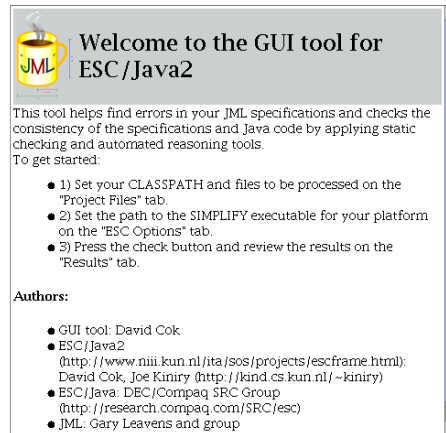 JML
Welcome to the GUI tool for
ESC/Java2
This tool helps find errors in your JML specifications and checks the
consistency of the specifications and Java code by applying static
checking and automated reasoning tools.
To get started:
● 1) Set your CLASSPATH and files to be processed on the
"Project Files" tab.
● 2) Set the path to the SIMPLIFY executable for your platform
on the "ESC Options" tab.
● 3) Press the check button and review the results on the
"Results" tab.
Authors:
● GUI tool: David Cok
● ESC/Java2
(http://www.niii.kun.nl/ita/sos/projects/escframe.html):
David Cok, Joe Kiniry (http://kind.cs.kun.nl/~kiniry)
● ESC/Java: DEC/Compaq SRC Group
(http://research.compaq.com/SRC/esc)
● JML: Gary Leavens and group